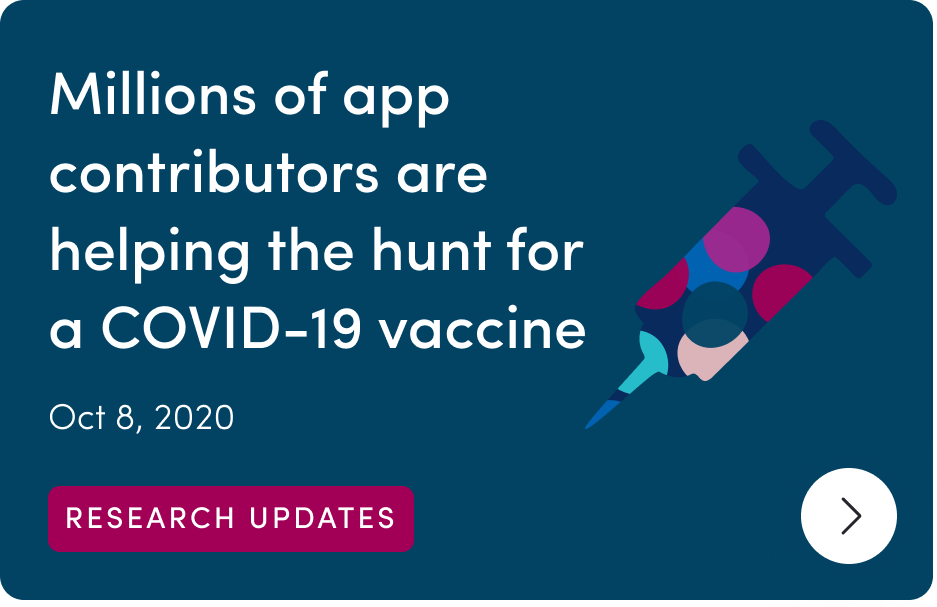 Millions of app
contributors are
helping the hunt for
a COVID-19 vaccine
Oct 8, 2020
RESEARCH UPDATES